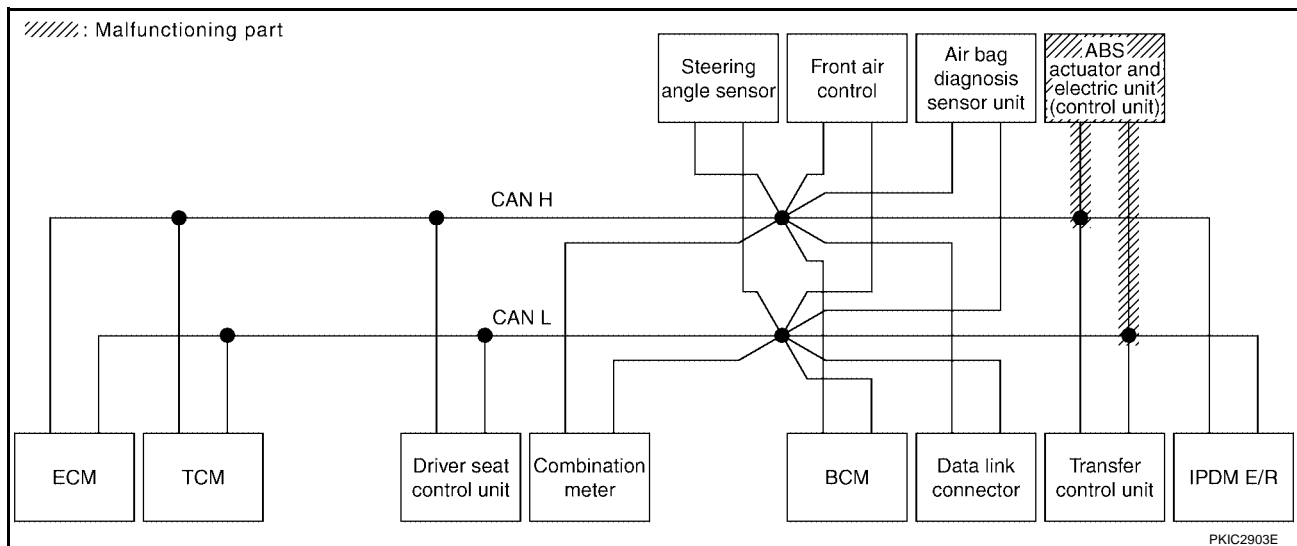 : Malfunctioning part
Steering
angle sensor
Front air
control
Air bag
diagnosis
sensor unit
ABS
actuator and
electric unit
(control unit)
CAN H
CAN L
ECM
TCM
Driver seat
control unit
Combination
meter
BCM
Data link
connector
Transfer
control unit
IPDM E/R
PKIC2903E